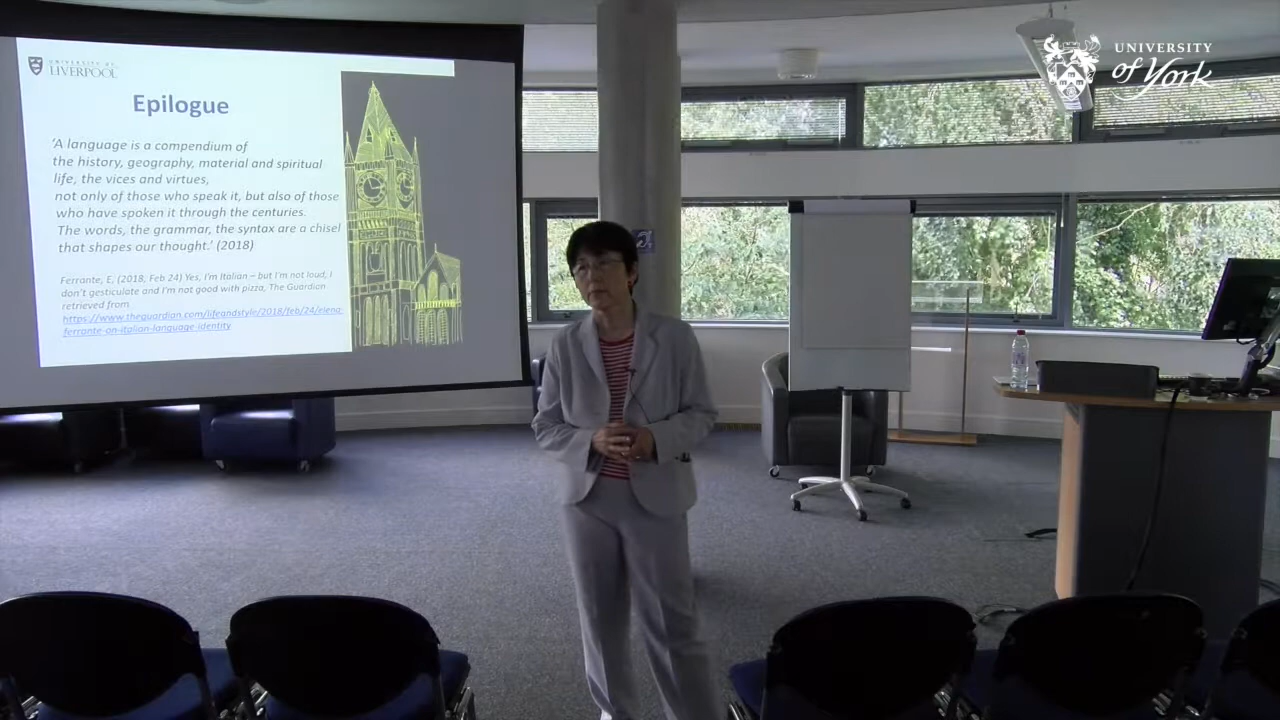 UNIVERSITY OF
LIVERPOOL
Epilogue
'A language is a compendium of
the history, geography, material and spiritual
life, the vices and virtues,
not only of those who speak it, but also of those
who have spoken it through the centuries.
The words, the grammar, the syntax are a chisel
that shapes our thought.' (2018)
Ferrante, E, (2018, Feb 24) Yes, I'm Italian – but I'm not loud, I
don't gesticulate and I'm not good with pizza, The Guardian
retrieved from
https://www.theguardian.com/lifeandstyle/2018/feb/24/elena-
ferrante-on-italian-language-identity
UNIVERSITY
of York